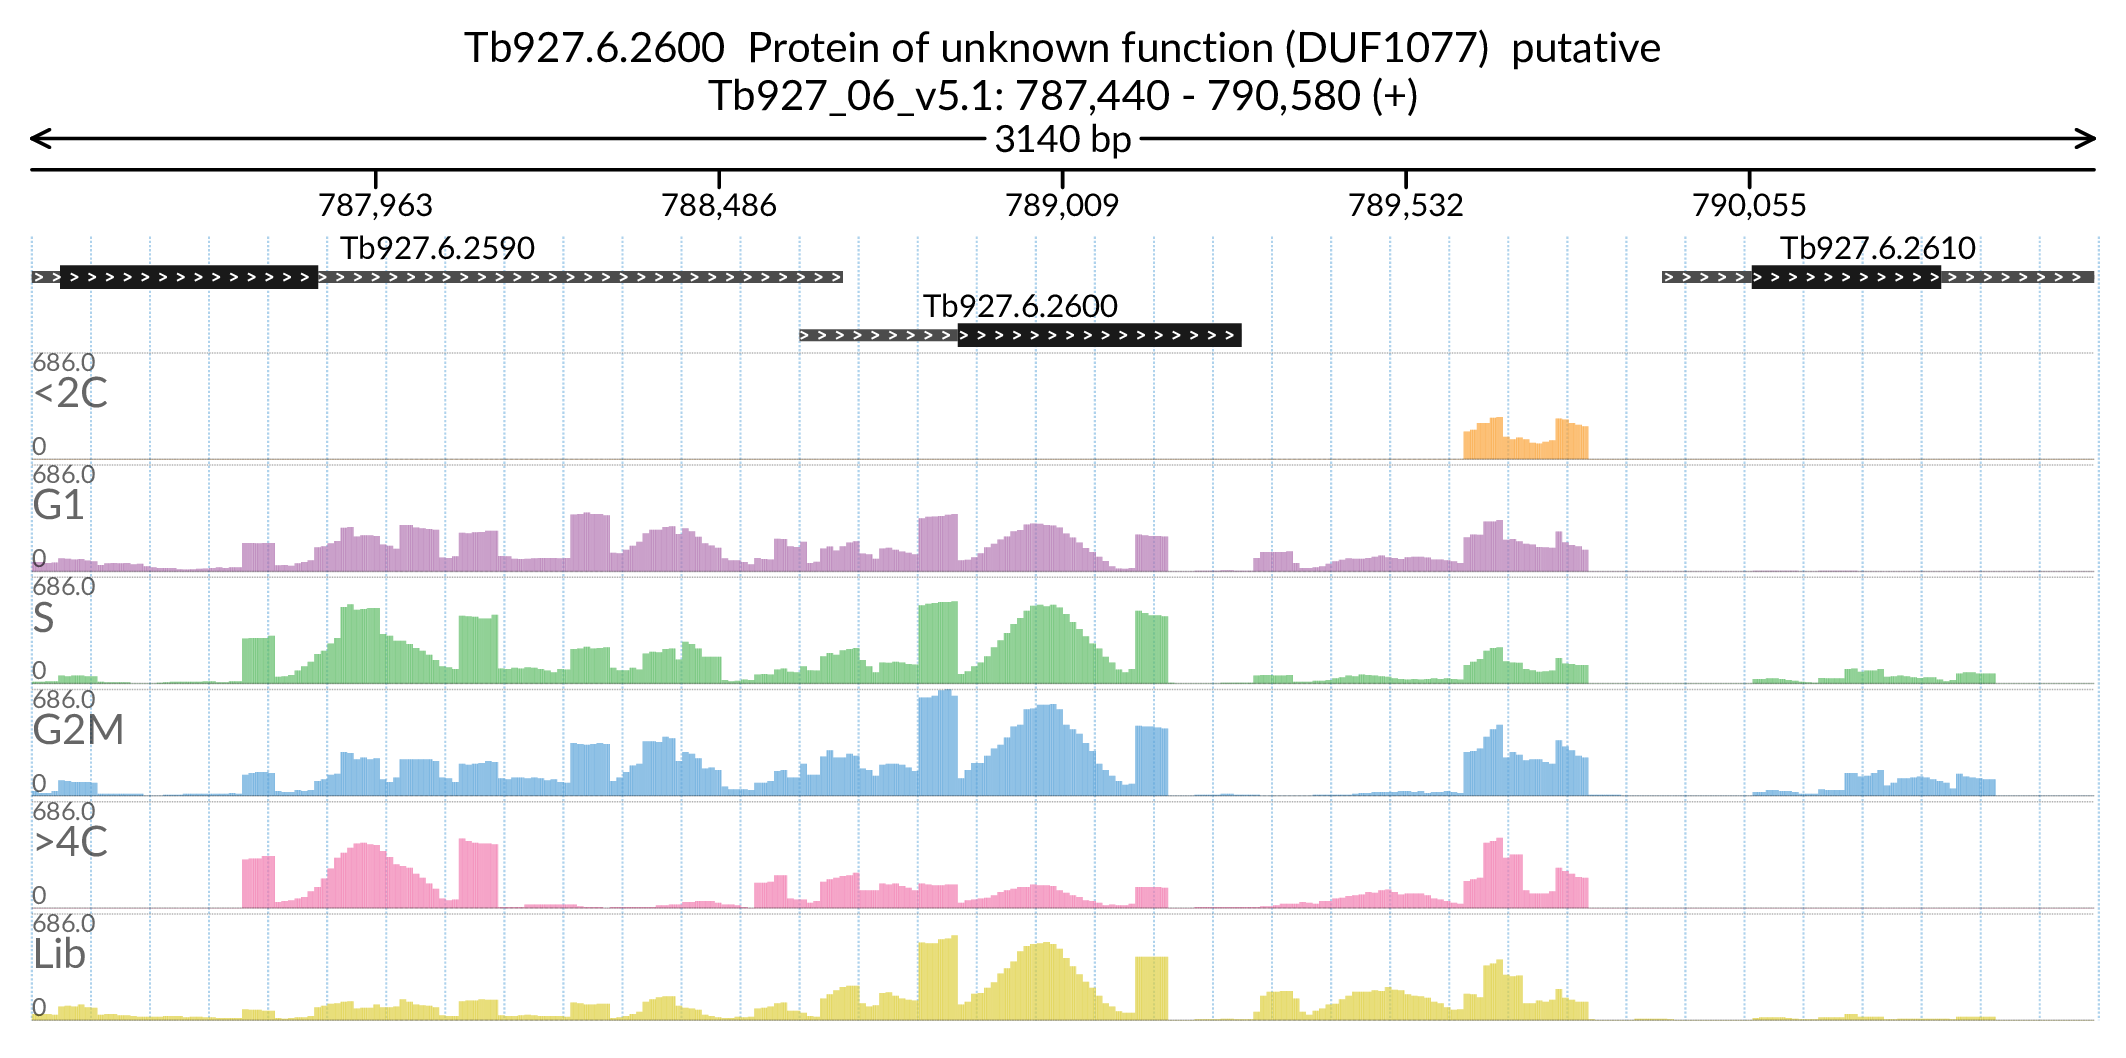 Tb927.6.2600 Protein of unknown function (DUF1077) putative
Tb927_06_v5.1: 787,440 - 790,580 (+)
3140 bp
787,963 788,486 789,009 789,532 790,055
Tb927.6.2590 Tb927.6.2610
Tb927.6.2600
686.0
<2C
0
686.0
G1
0
686.0
S
0
686.0
G2M
0
686.0
>4C
0
686.0
Lib
0